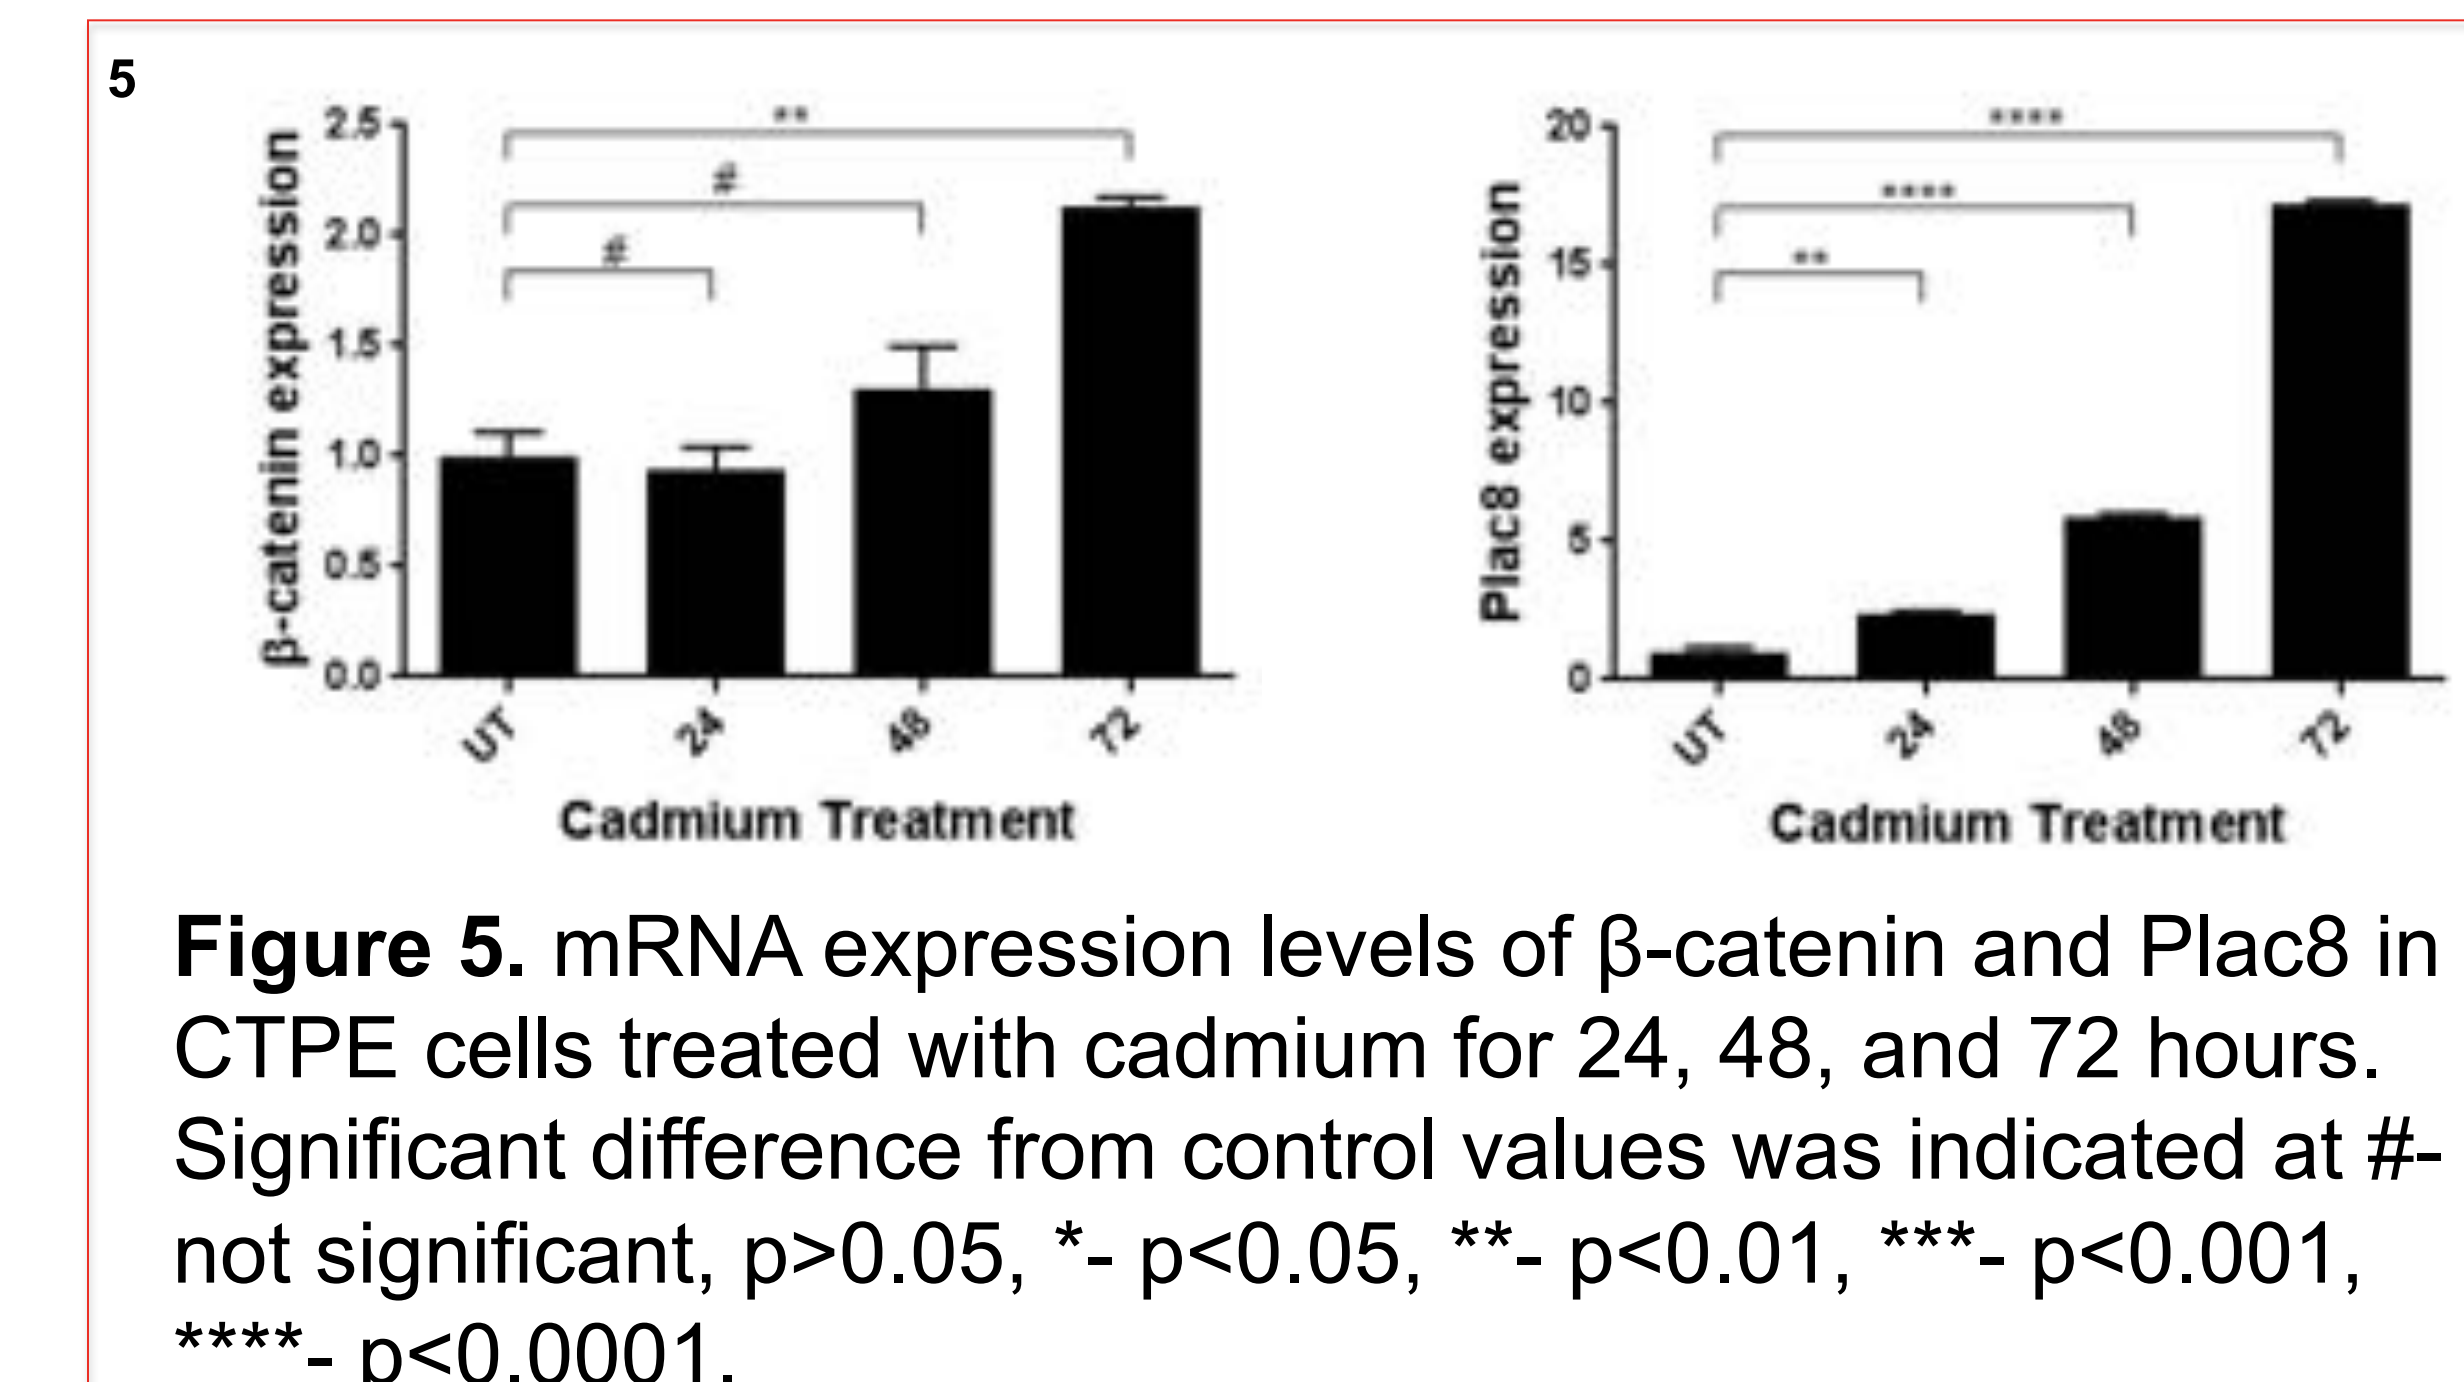 5
β-catenin expression
2.5
2.0
1.5
1.0
0.5
0.0
**
#
#
UT
24
48
72
Cadmium Treatment
Plac8 expression
20
15
10
5
0
****
****
**
UT
24
48
72
Cadmium Treatment
Figure 5. mRNA expression levels of β-catenin and Plac8 in
CTPE cells treated with cadmium for 24, 48, and 72 hours.
Significant difference from control values was indicated at #-
not significant, p>0.05, *- p<0.05, **- p<0.01, ***- p<0.001,
****- p<0.0001.